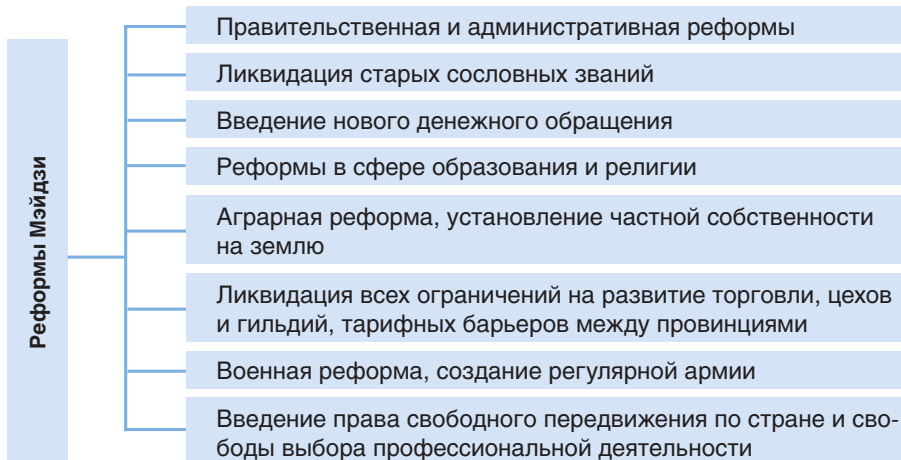 Реформы Мэйдзи
Правительственная и административная реформы
Ликвидация старых сословных званий
Введение нового денежного обращения
Реформы в сфере образования и религии
Аграрная реформа, установление частной собственности
на землю
Ликвидация всех ограничений на развитие торговли, цехов
и гильдий, тарифных барьеров между провинциями
Военная реформа, создание регулярной армии
Введение права свободного передвижения по стране и сво-
боды выбора профессиональной деятельности